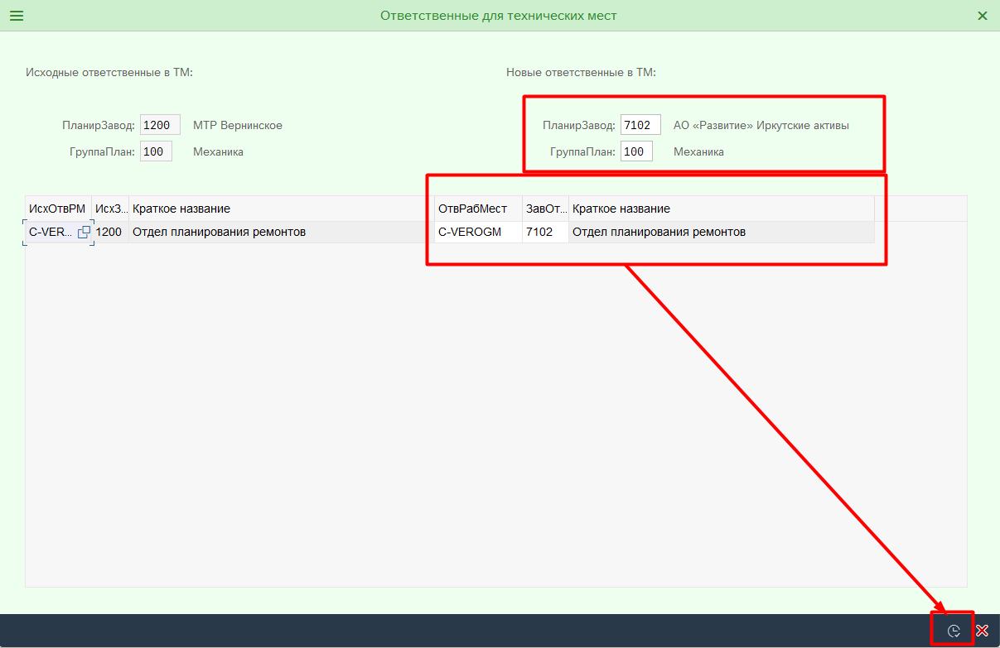 Ответственные для технических мест
Исходные ответственные в ТМ:
Новые ответственные в ТМ:
ПланирЗавод: 1200 МТР Вернинское
ПланирЗавод: 7102 АО «Развитие» Иркутские активы
ГруппаПлан: 100 Механика
ГруппаПлан: 100 Механика
ИсхОтвРМ ИсхЗ... Краткое название ОтвРабМест ЗавОт... Краткое название
C-VER... 1200 Отдел планирования ремонтов C-VEROGM 7102 Отдел планирования ремонтов